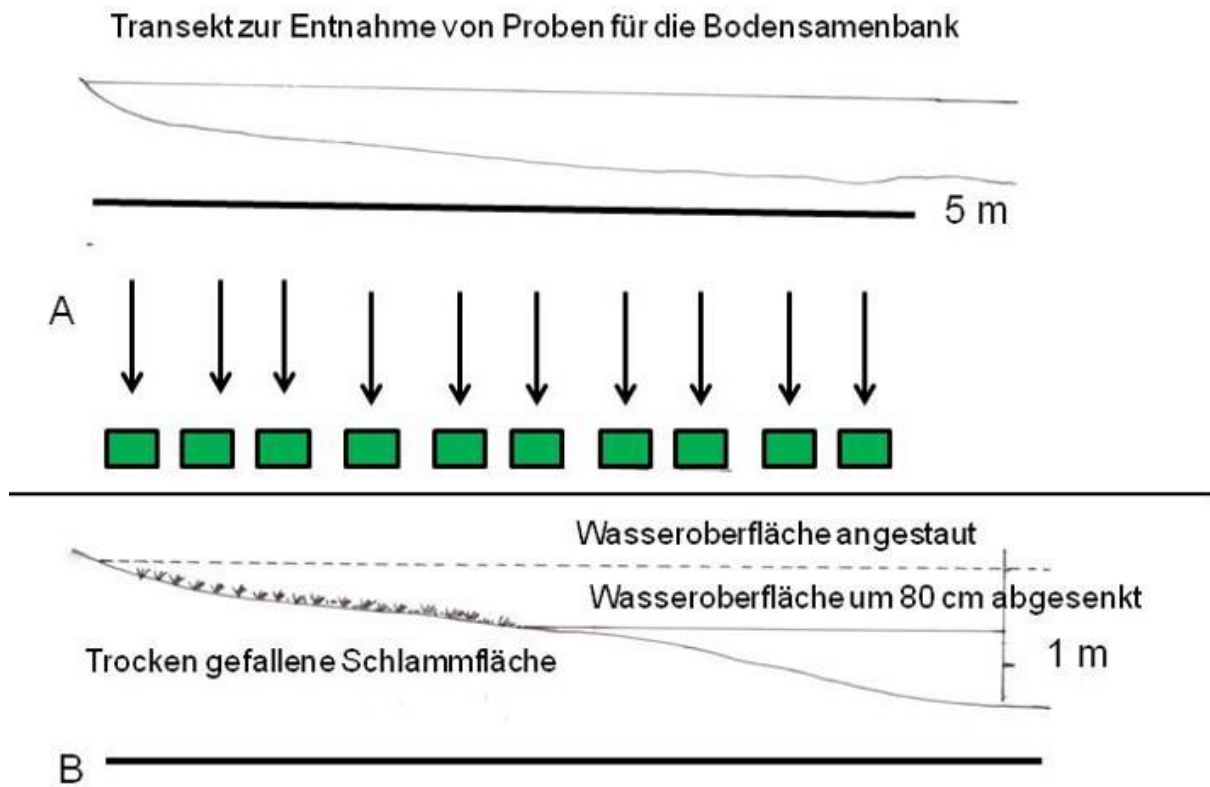 Transekt zur Entnahme von Proben für die Bodensamenbank
5 m
A
Wasseroberfläche angestaut
Wasseroberfläche um 80 cm abgesenkt
Trocken gefallene Schlammfläche
1 m
B